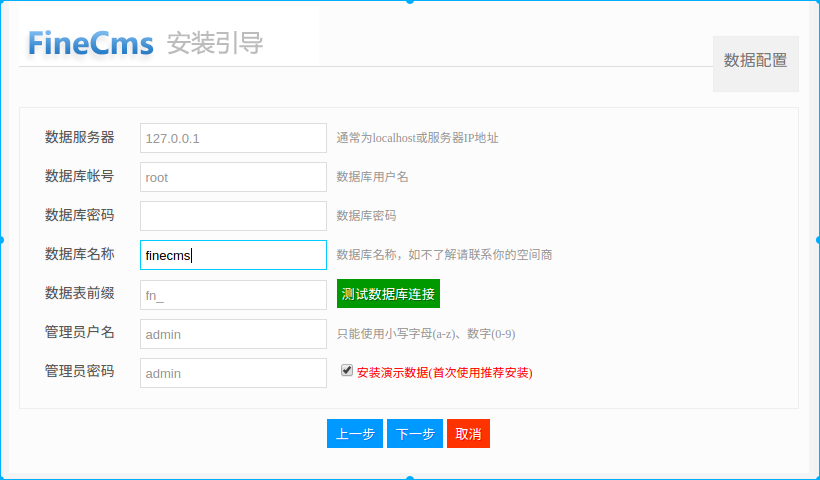 FineCms 安装引导
数据配置
数据服务器 127.0.0.1 通常为localhost或服务器IP地址
数据库帐号 root 数据库用户名
数据库密码 数据库密码
数据库名称 finecms 数据库名称，如不了解请联系你的空间商
数据表前缀 fn_ 测试数据库连接
管理员户名 admin 只能使用小写字母(a-z)、数字(0-9)
管理员密码 admin 安装演示数据(首次使用推荐安装)
上一步 下一步 取消